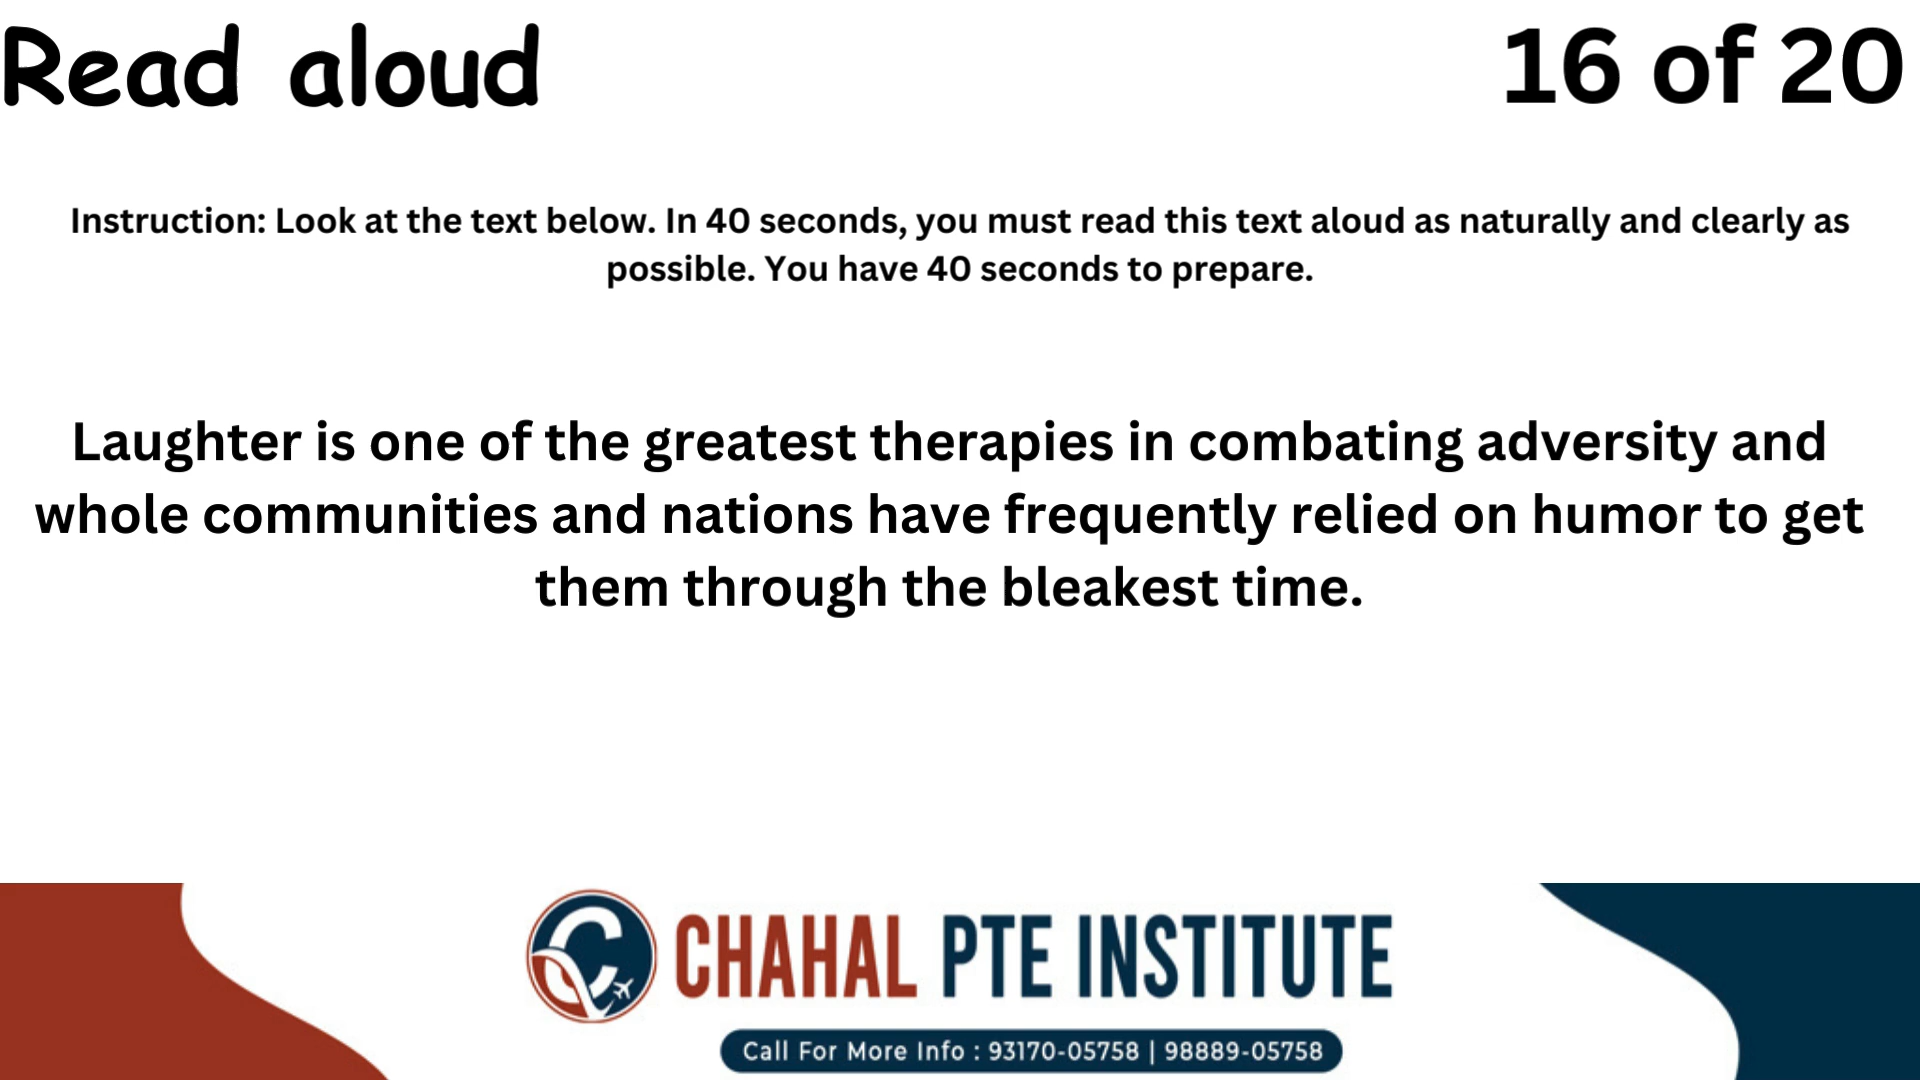 Read aloud
16 of 20
Instruction: Look at the text below. In 40 seconds, you must read this text aloud as naturally and clearly as
possible. You have 40 seconds to prepare.
Laughter is one of the greatest therapies in combating adversity and
whole communities and nations have frequently relied on humor to get
them through the bleakest time.
CHAHAL PTE INSTITUTE
Call For More Info : 93170-05758 | 98889-05758